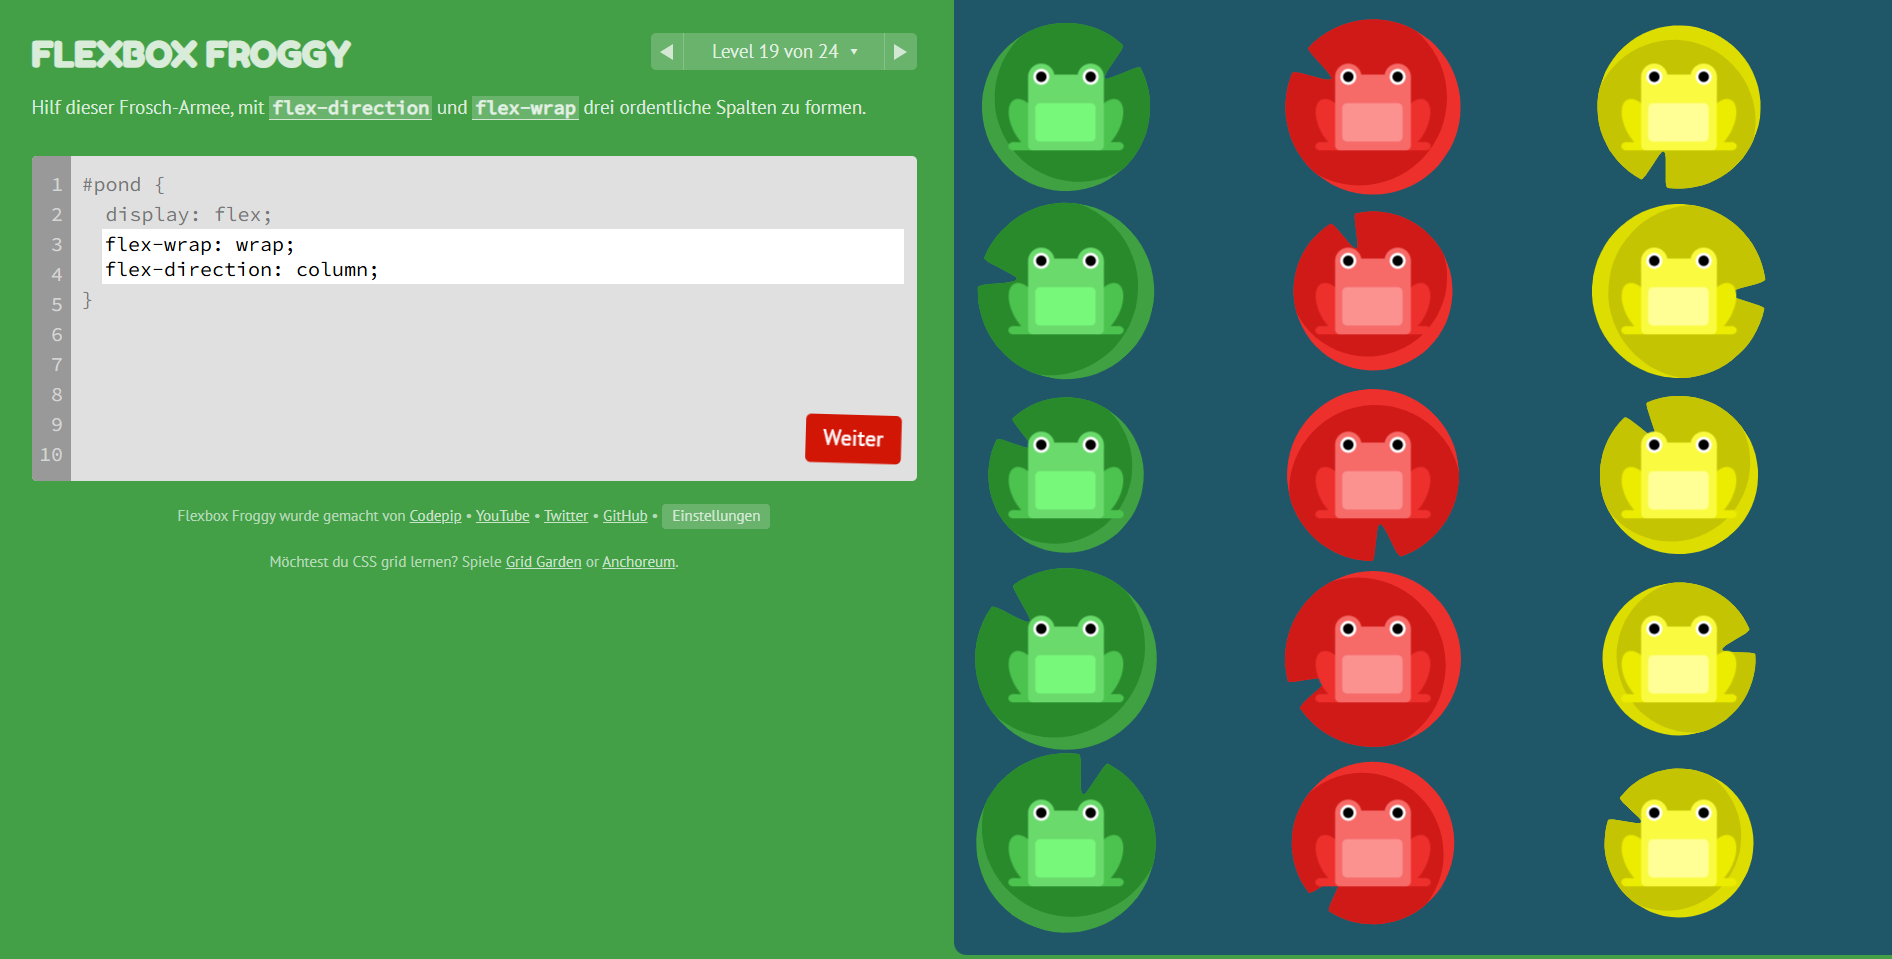 FLEXBOX FROGGY
◀ Level 19 von 24 ▾ ▶
Hilf dieser Frosch-Armee, mit flex-direction und flex-wrap drei ordentliche Spalten zu formen.
1 #pond {
2 display: flex;
3 flex-wrap: wrap;
4 flex-direction: column;
5 }
6
7
8
9
10
Weiter
Flexbox Froggy wurde gemacht von Codepip • YouTube • Twitter • GitHub • Einstellungen
Möchtest du CSS grid lernen? Spiele Grid Garden or Anchoreum.